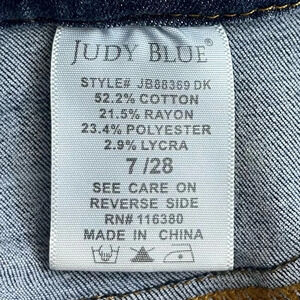 JUDY BLUE®
STYLE# JB88369 DK
52.2% COTTON
21.5% RAYON
23.4% POLYESTER
2.9% LYCRA
7 /28
SEE CARE ON
REVERSE SIDE
RN# 116380
MADE IN CHINA